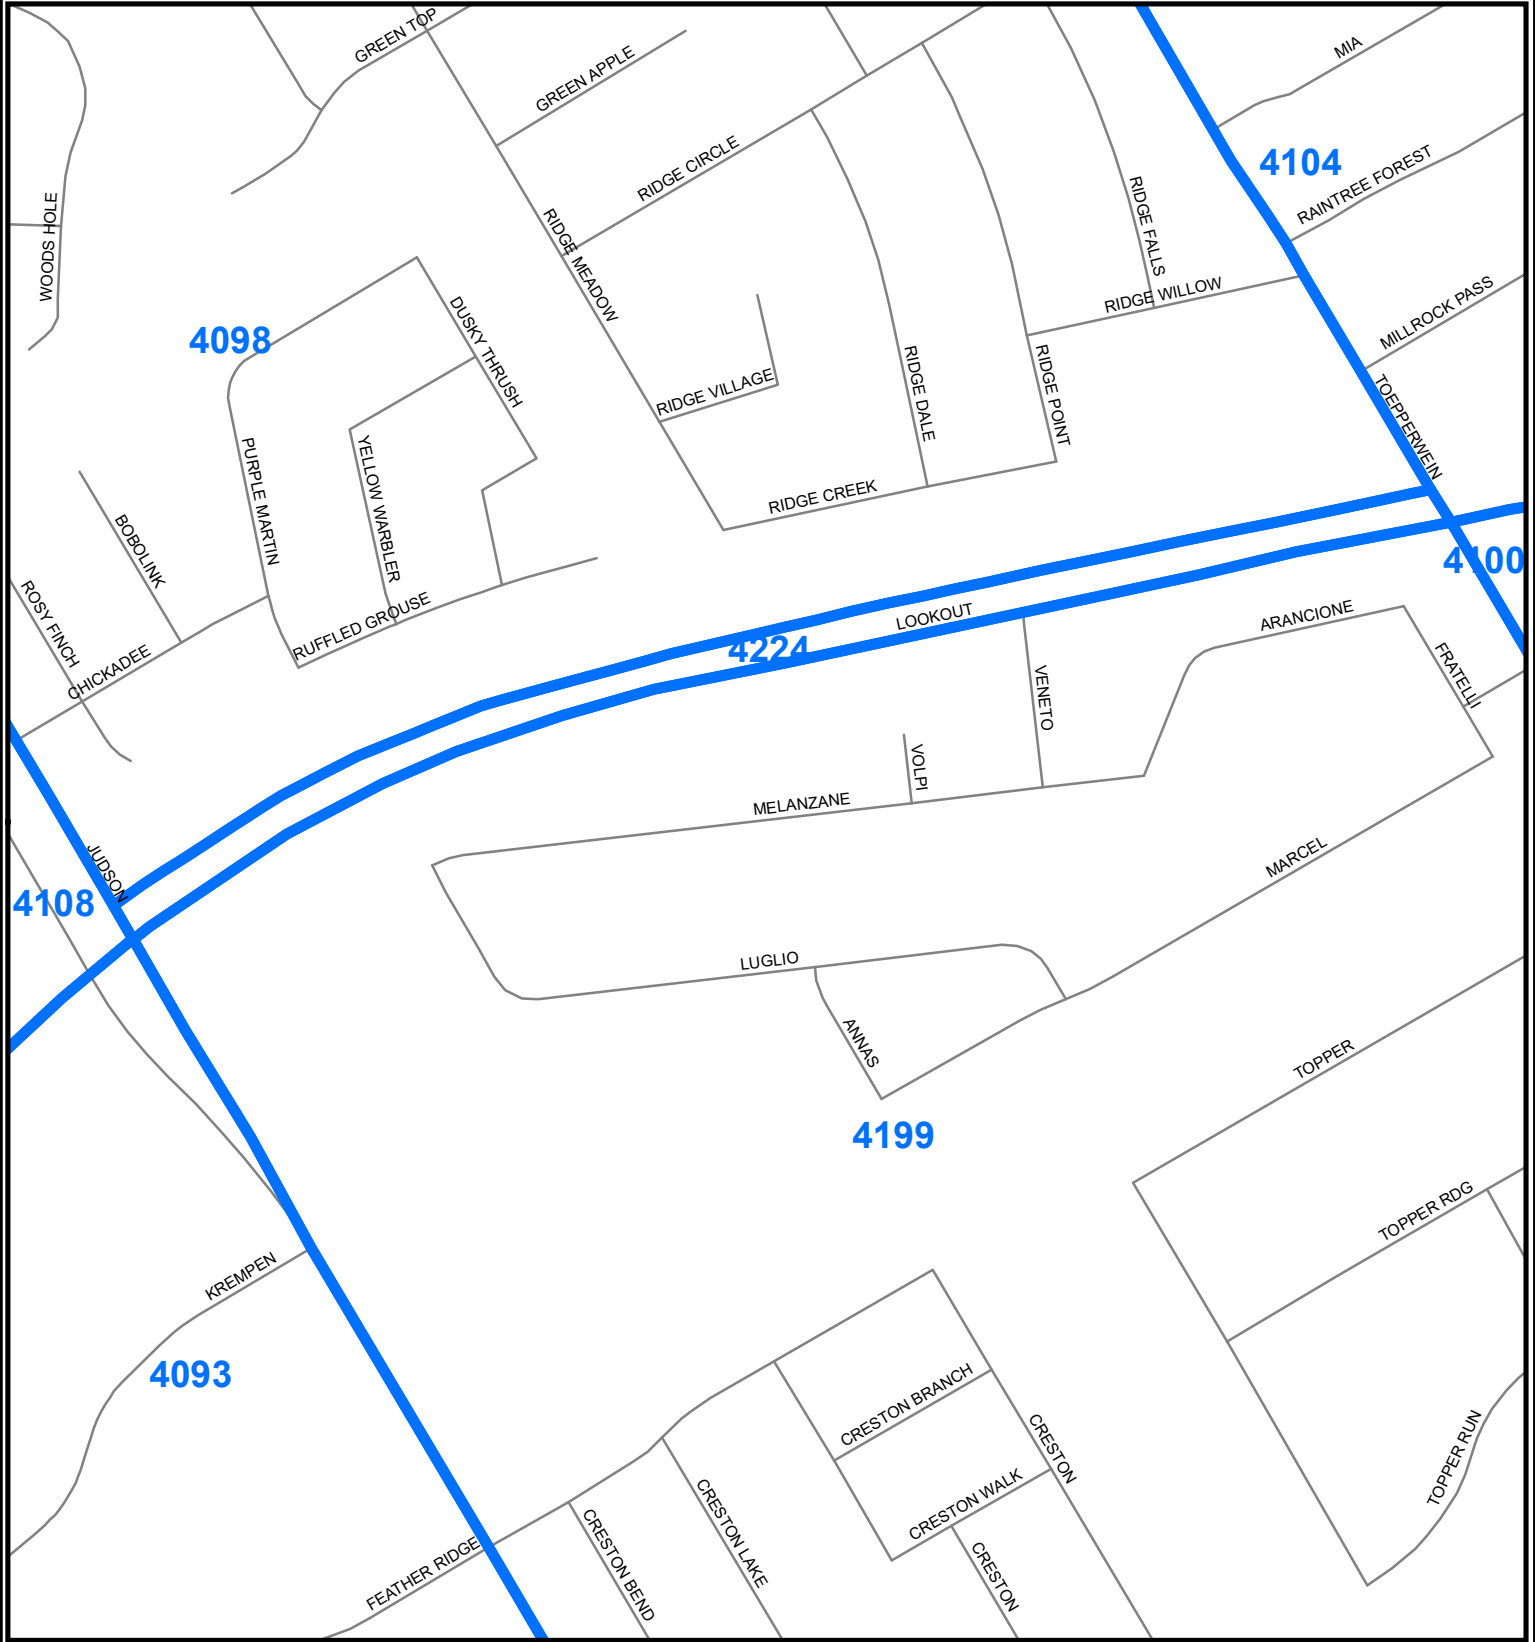 GREEN TOP
GREEN APPLE
MIA
RIDGE CIRCLE
4104
RAINTREE FOREST
WOODS HOLE
RIDGE MEADOW
RIDGE FALLS
RIDGE WILLOW
MILLROCK PASS
4098
DUSKY THRUSH
RIDGE VILLAGE
RIDGE DALE
RIDGE POINT
TOEPPERWEIN
PURPLE MARTIN
YELLOW WARBLER
RIDGE CREEK
BOBOLINK
4100
ROSY FINCH
RUFFLED GROUSE
LOOKOUT
ARANCIONE
4224
CHICKADEE
FRATELLI
VENETO
VOLPI
MELANZANE
JUDSON
MARCEL
4108
LUGLIO
ANNAS
TOPPER
4199
TOPPER RDG
KREMPEN
4093
CRESTON BRANCH
CRESTON
TOPPER RUN
CRESTON WALK
CRESTON LAKE
CRESTON BEND
FEATHER RIDGE
CRESTON